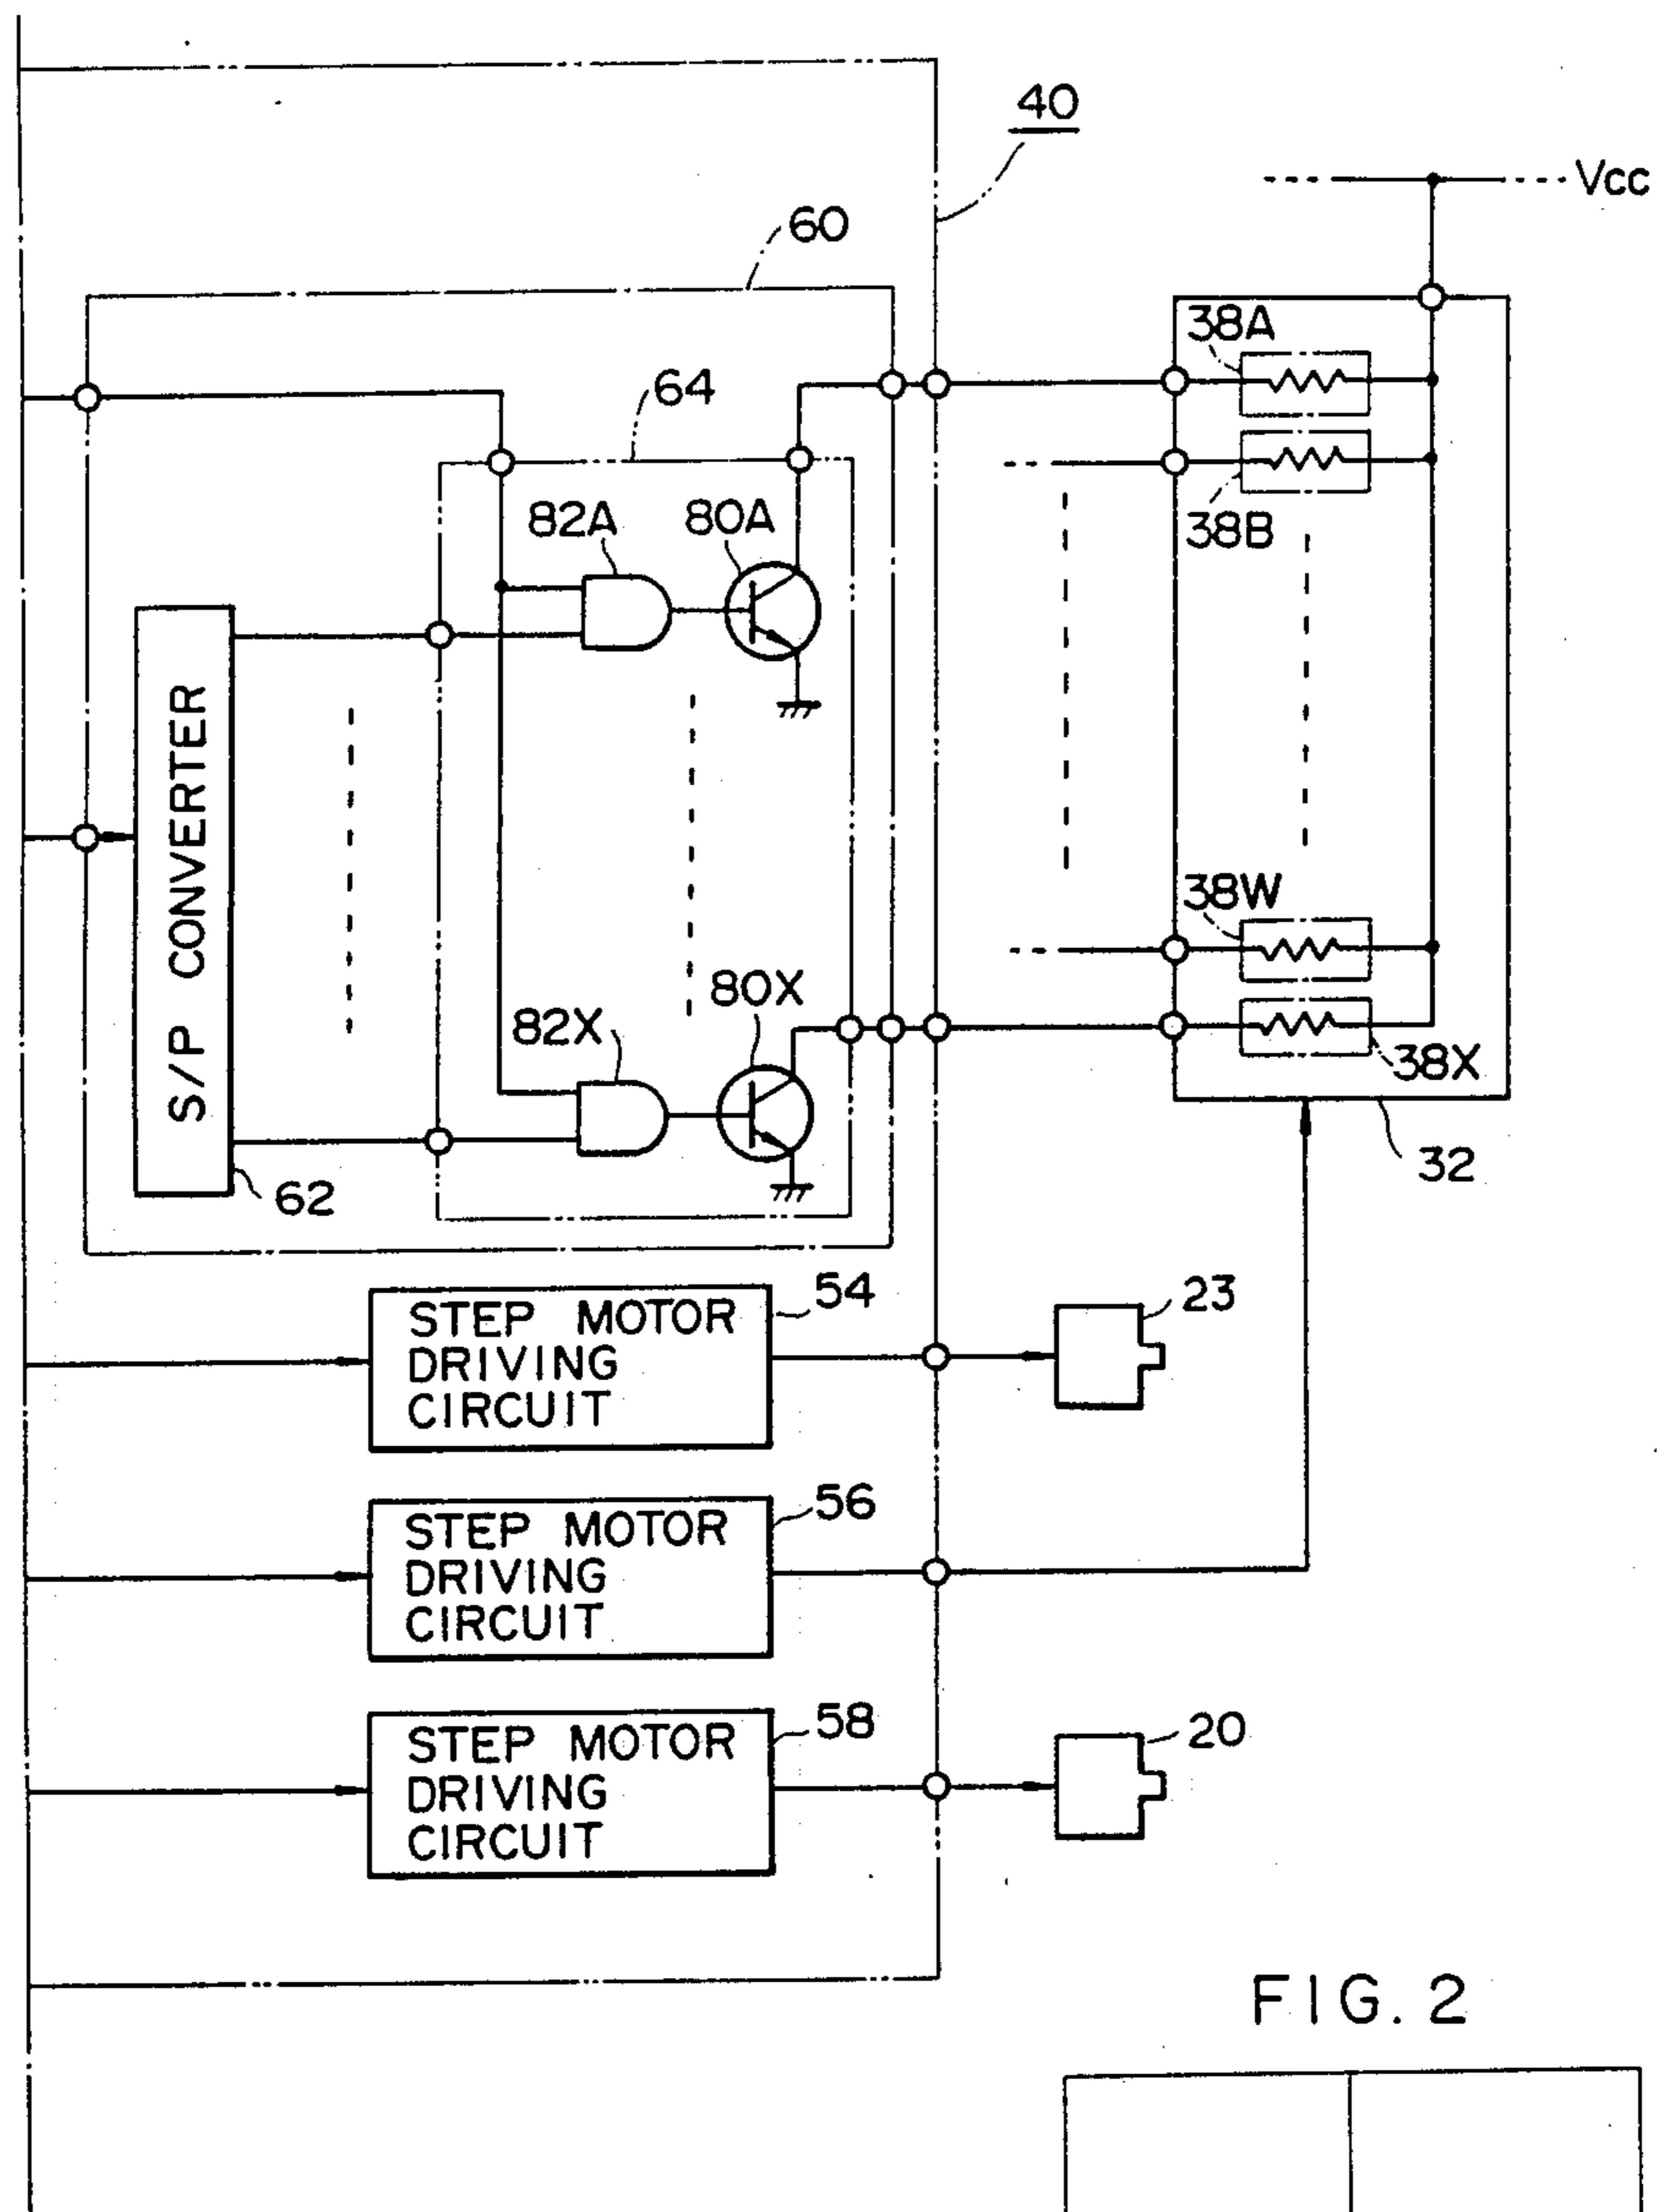 40
Vcc
60
38A
64
82A
80A
38B
S/P CONVERTER
38W
80X
82X
38X
62
32
STEP MOTOR
DRIVING
CIRCUIT
54
23
STEP MOTOR
DRIVING
CIRCUIT
56
STEP MOTOR
DRIVING
CIRCUIT
58
20
FIG. 2